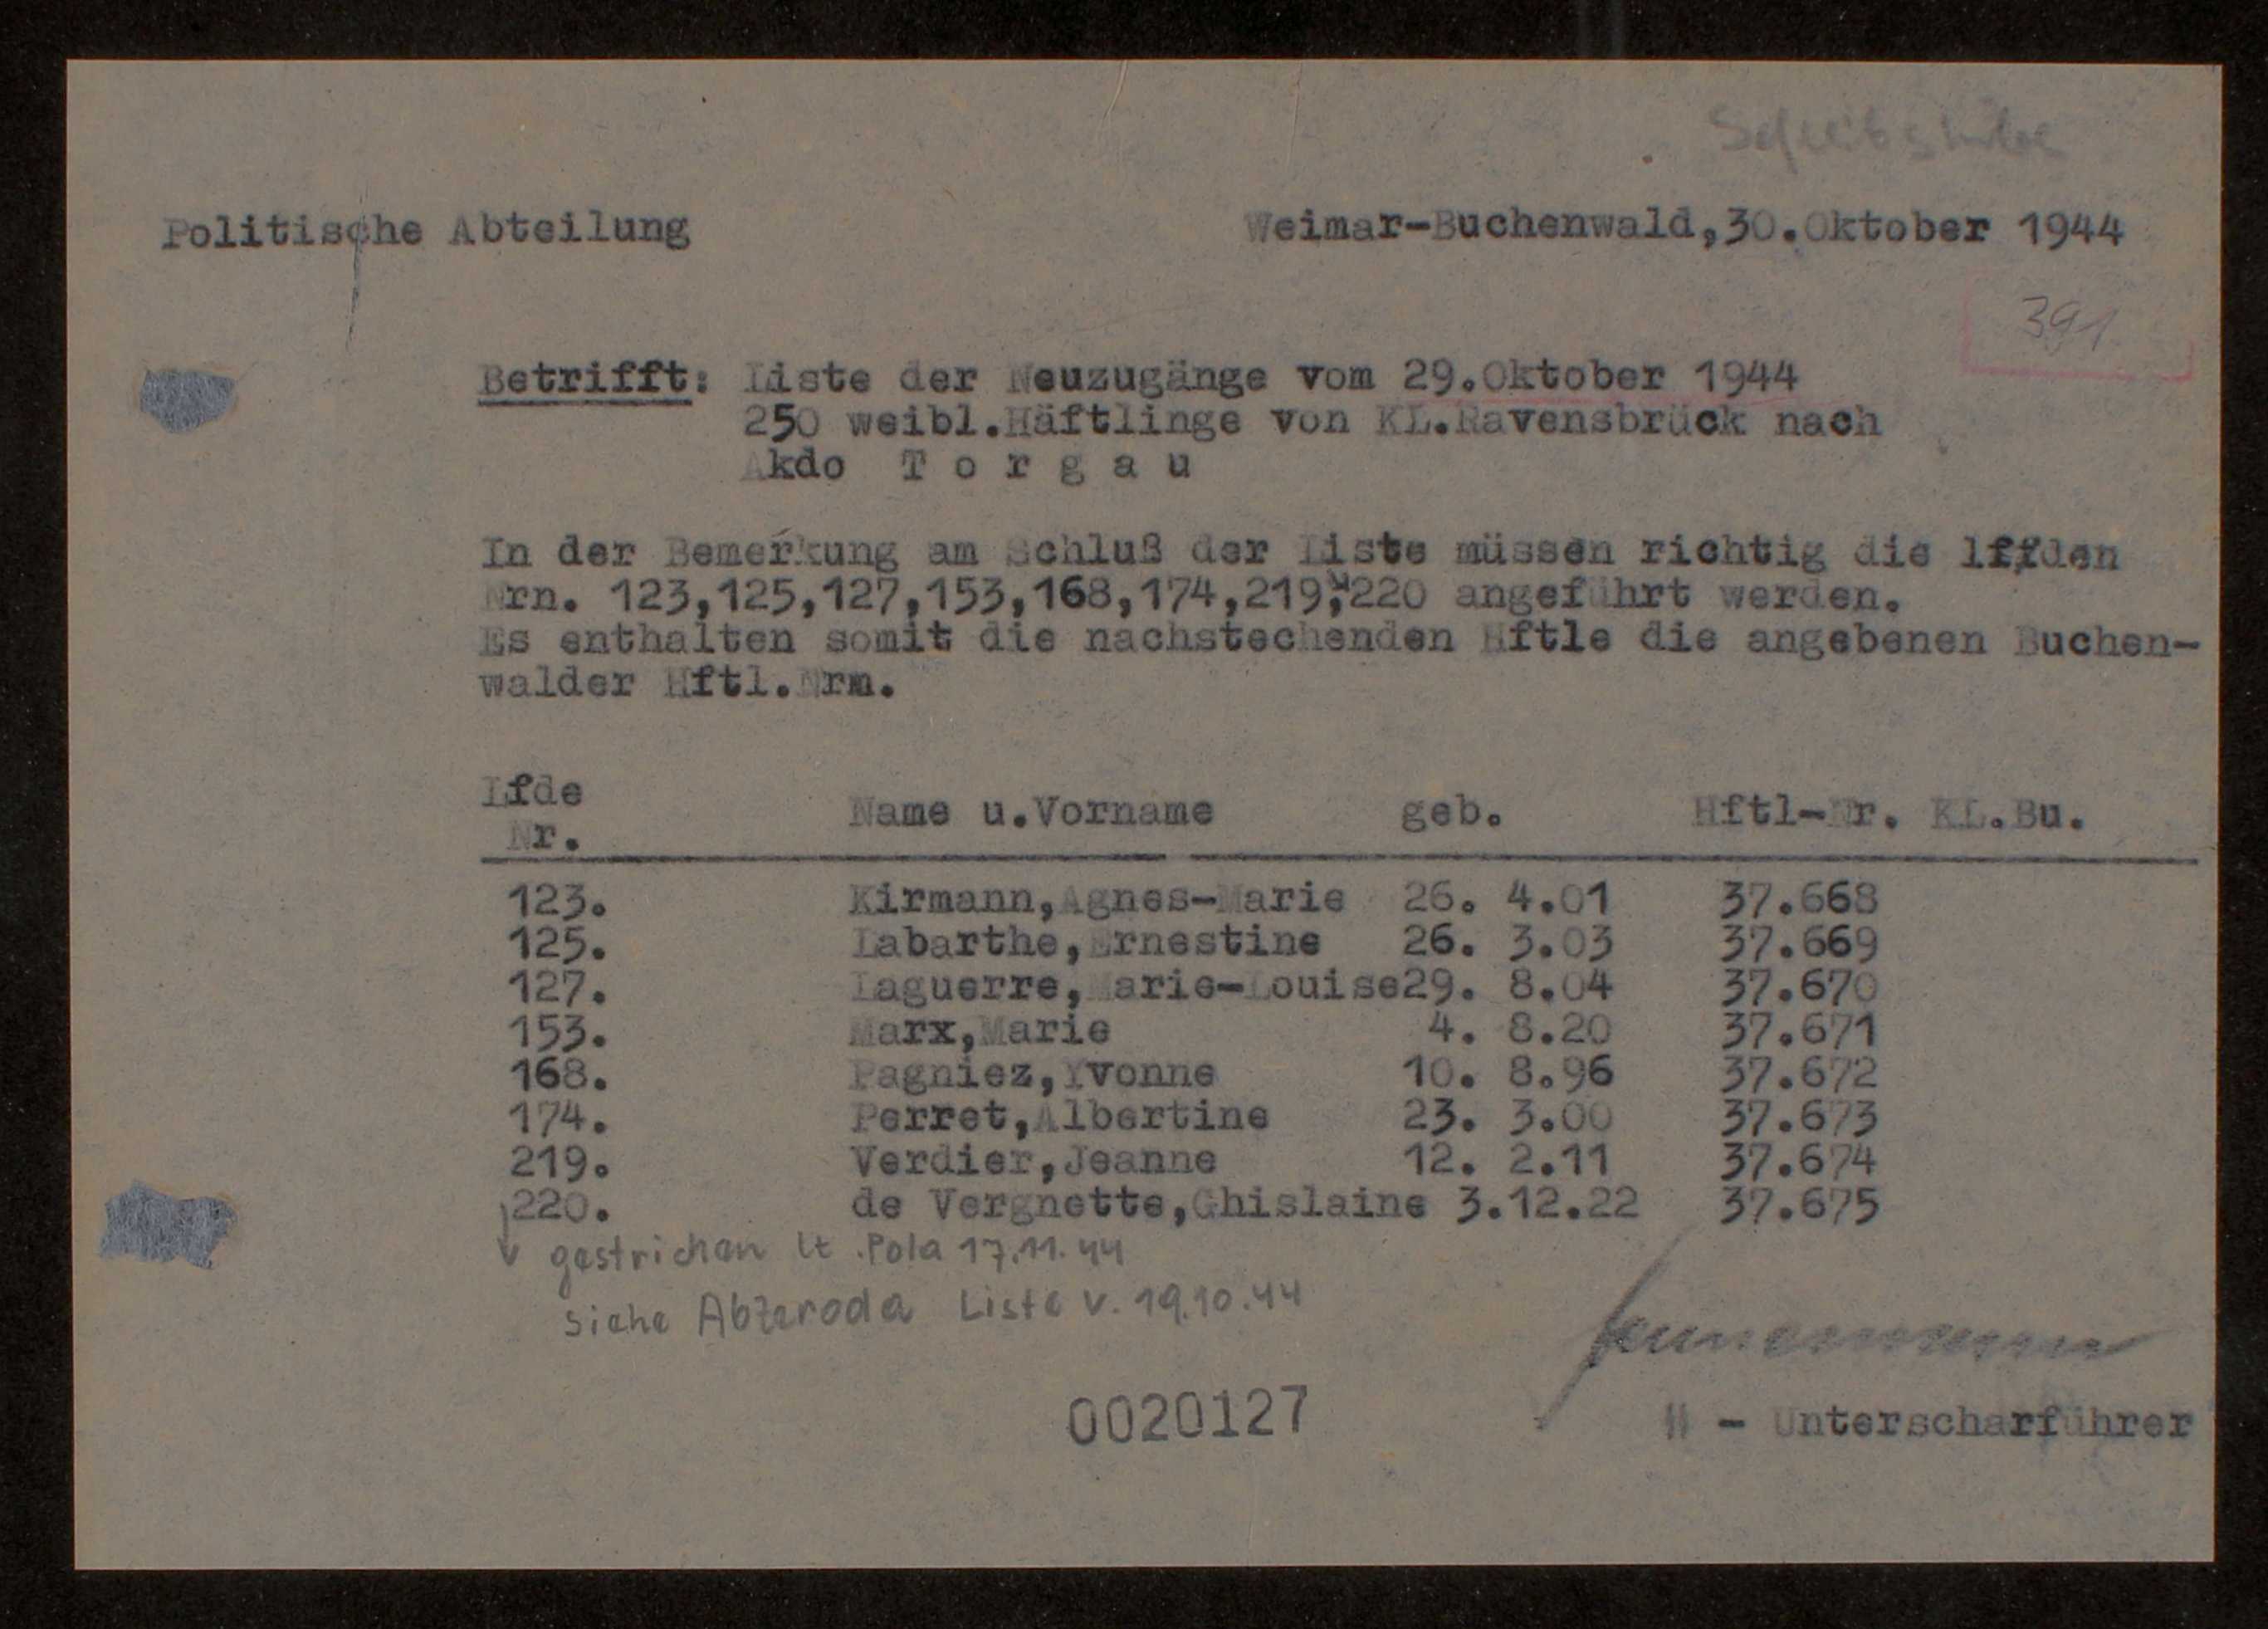 Schreibstube
Politische Abteilung
Weimar-Buchenwald,30.Oktober 1944
391
Betrifft: Liste der Neuzugänge vom 29.Oktober 1944
250 weibl.Häftlinge von KL.Ravensbrück nach
Akdo T o r g a u
In der Bemerkung am Schluß der Liste müssen richtig die lfden
Nrn. 123,125,127,153,168,174,219,220 angeführt werden.
Es enthalten somit die nachstechenden Hftle die angebenen Buchen-
walder Hftl.Nrm.
Lfde
Nr.
Name u.Vorname geb. Hftl-Nr. KL.Bu.
123. Kirmann,Agnes-Marie 26. 4.01 37.668
125. Labarthe,Ernestine 26. 3.03 37.669
127. Laguerre,Marie-Louise29. 8.04 37.670
153. Marx,Marie 4. 8.20 37.671
168. Pagniez,Yvonne 10. 8.96 37.672
174. Perret,Albertine 23. 3.00 37.673
219. Verdier,Jeanne 12. 2.11 37.674
220. de Vergnette,Ghislaine 3.12.22 37.675
gestrichen lt .Pola 17.11.44
siehe Abteroda Liste v. 19.10.44
0020127
- Unterscharführer